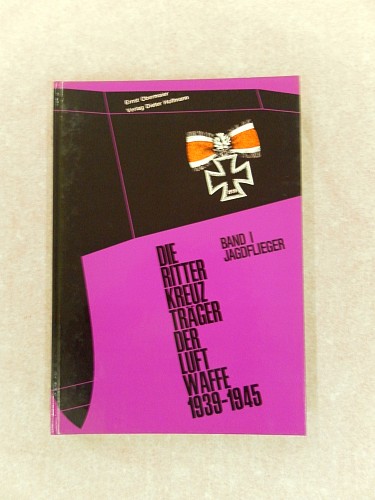 Ernst Obermaier
Verlag Dieter Hoffmann
BAND I
JAGDFLIEGER
DIE
RITTER
KREUZ
TRÄGER
DER
LUFT
WAFFE
1939-1945